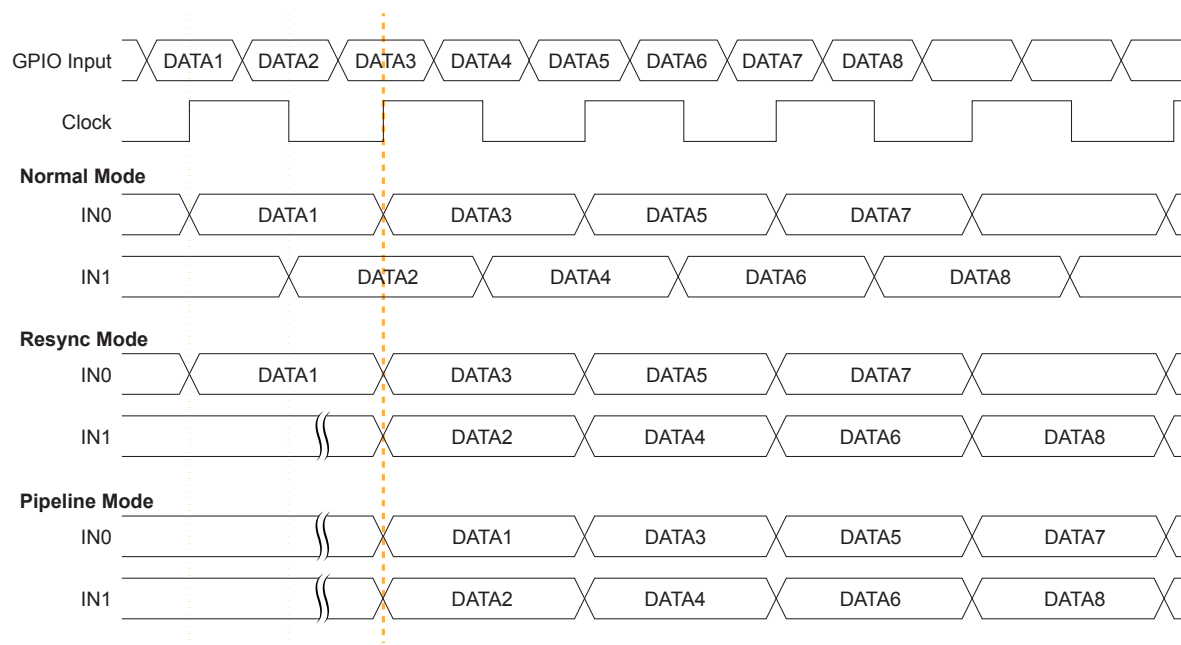 GPIO Input DATA1 DATA2 DATA3 DATA4 DATA5 DATA6 DATA7 DATA8
Clock
Normal Mode
IN0 DATA1 DATA3 DATA5 DATA7
IN1 DATA2 DATA4 DATA6 DATA8
Resync Mode
IN0 DATA1 DATA3 DATA5 DATA7
IN1 DATA2 DATA4 DATA6 DATA8
Pipeline Mode
IN0 DATA1 DATA3 DATA5 DATA7
IN1 DATA2 DATA4 DATA6 DATA8